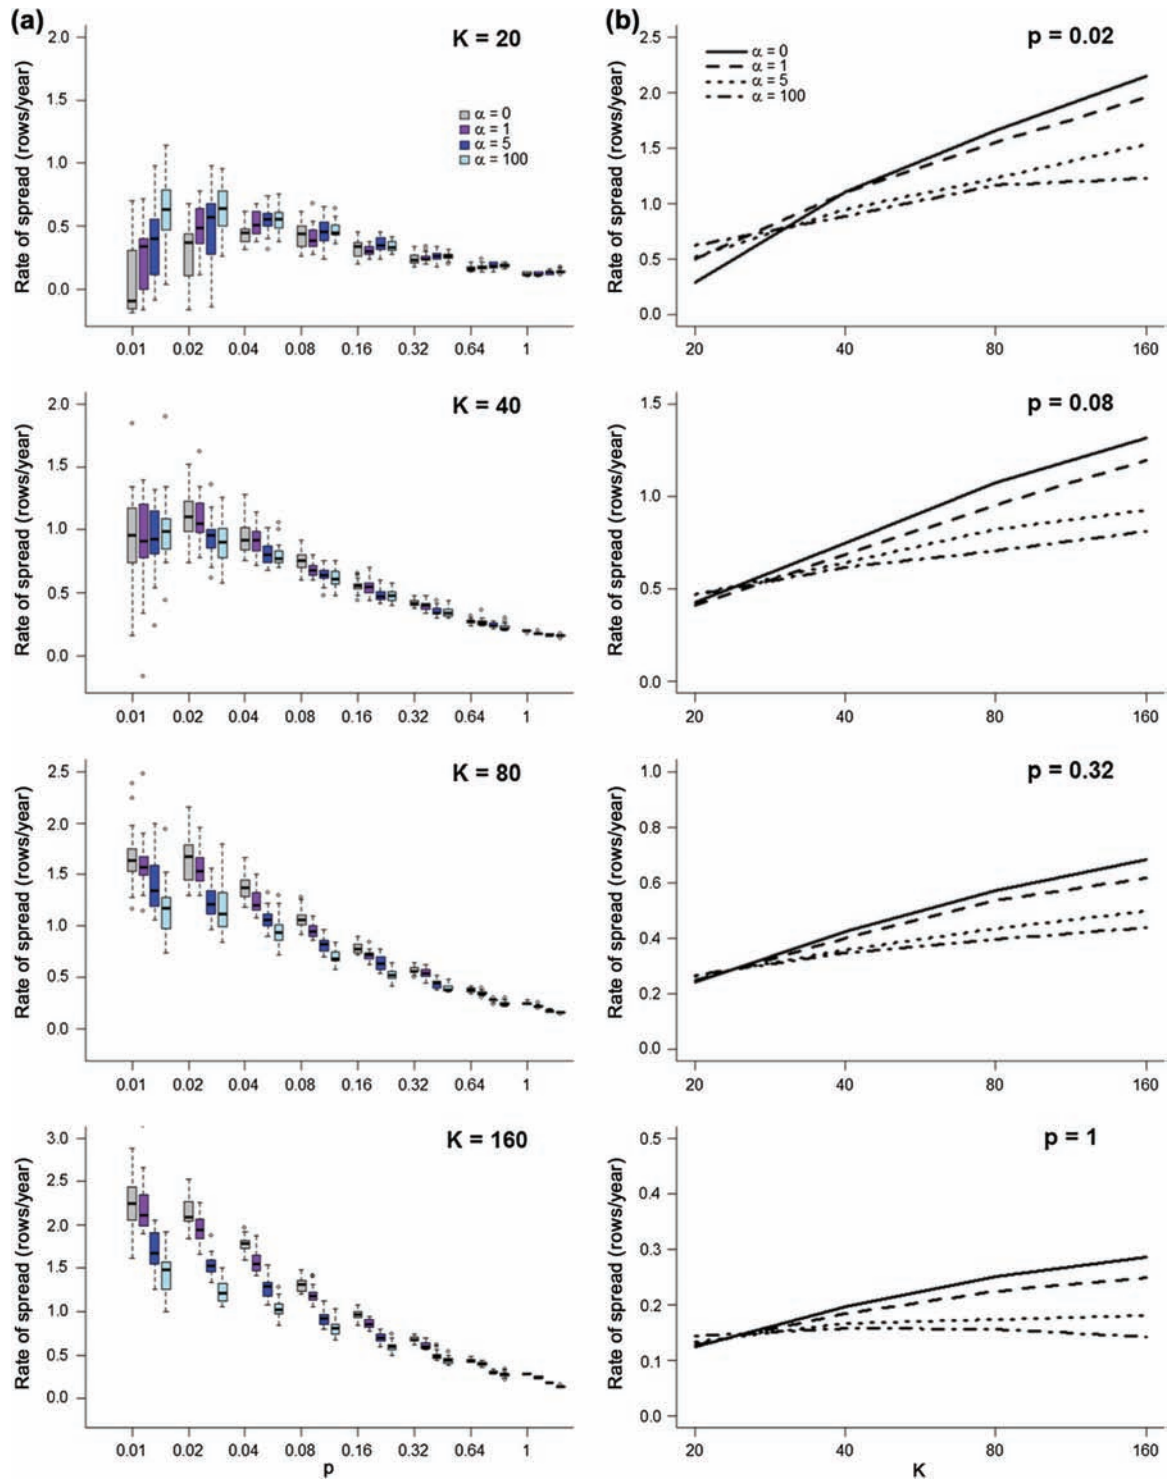 (a)
K = 20
Rate of spread (rows/year)
2.0
1.5
1.0
0.5
0.0
α = 0
α = 1
α = 5
α = 100
0.01 0.02 0.04 0.08 0.16 0.32 0.64 1
K = 40
Rate of spread (rows/year)
2.0
1.5
1.0
0.5
0.0
0.01 0.02 0.04 0.08 0.16 0.32 0.64 1
K = 80
Rate of spread (rows/year)
2.5
2.0
1.5
1.0
0.5
0.0
0.01 0.02 0.04 0.08 0.16 0.32 0.64 1
K = 160
Rate of spread (rows/year)
3.0
2.5
2.0
1.5
1.0
0.5
0.0
0.01 0.02 0.04 0.08 0.16 0.32 0.64 1
p
(b)
p = 0.02
Rate of spread (rows/year)
2.5
2.0
1.5
1.0
0.5
0.0
α = 0
α = 1
α = 5
α = 100
20 40 80 160
p = 0.08
Rate of spread (rows/year)
1.5
1.0
0.5
0.0
20 40 80 160
p = 0.32
Rate of spread (rows/year)
1.0
0.8
0.6
0.4
0.2
0.0
20 40 80 160
p = 1
Rate of spread (rows/year)
0.5
0.4
0.3
0.2
0.1
0.0
20 40 80 160
K